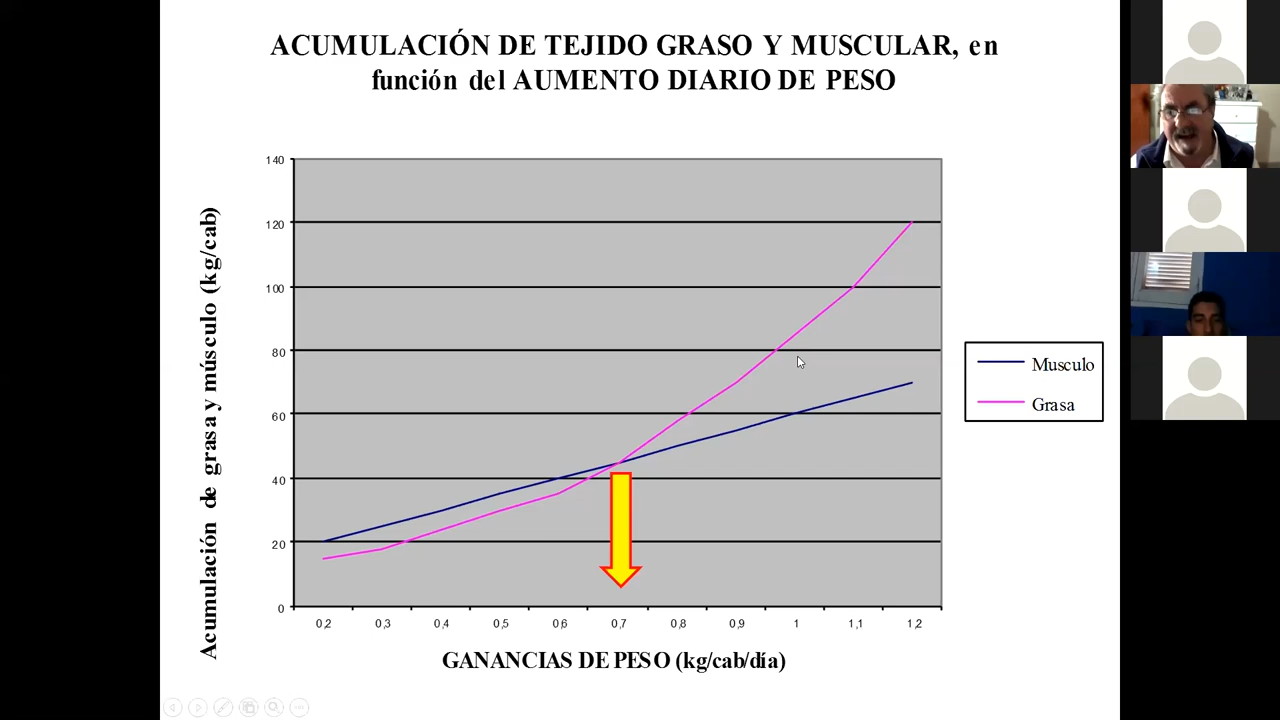 ACUMULACIÓN DE TEJIDO GRASO Y MUSCULAR, en
función del AUMENTO DIARIO DE PESO
Acumulación de grasa y músculo (kg/cab)
140
120
100
80
60
40
20
0
0,2 0,3 0,4 0,5 0,6 0,7 0,8 0,9 1 1,1 1,2
GANANCIAS DE PESO (kg/cab/día)
Musculo
Grasa